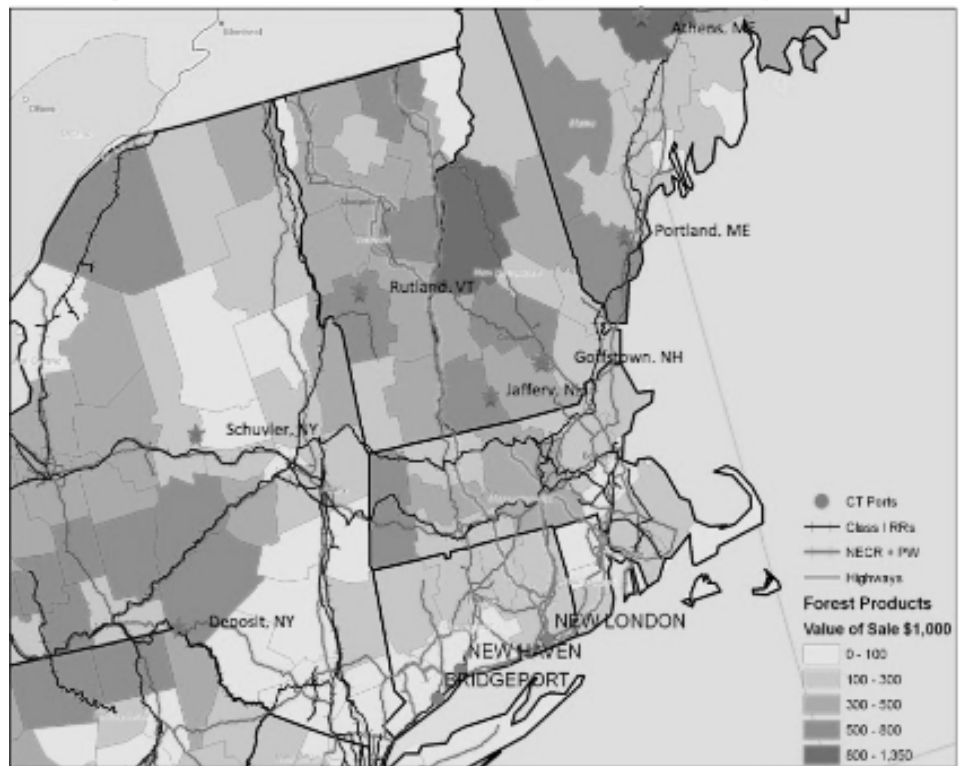 Athens, ME
Portland, ME
Rutland, VT
Goffstown, NH
Jaffery, NH
Schuyler, NY
Deposit, NY
NEW LONDON
NEW HAVEN
BRIDGEPORT
CT Ports
Class I RRs
NECR + PW
Highways
Forest Products
Value of Sale $1,000
0 - 100
100 - 300
300 - 500
500 - 800
800 - 1,350